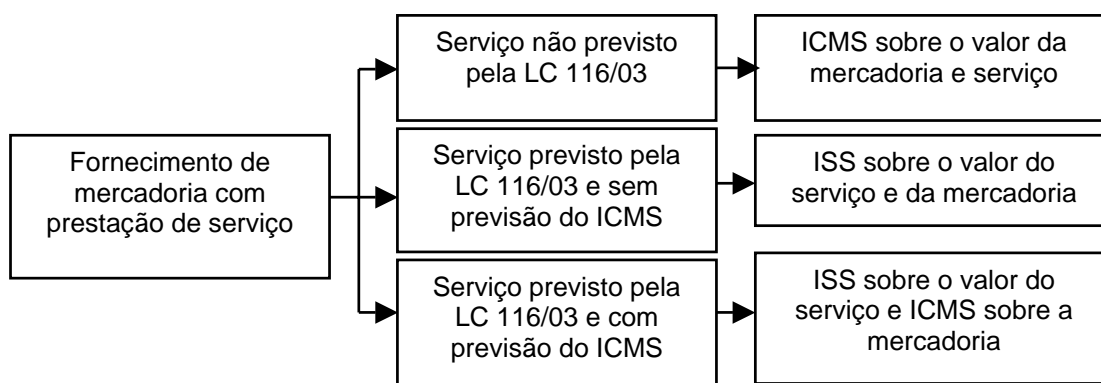 Fornecimento de
mercadoria com
prestação de serviço
Serviço não previsto
pela LC 116/03
ICMS sobre o valor da
mercadoria e serviço
Serviço previsto pela
LC 116/03 e sem
previsão do ICMS
ISS sobre o valor do
serviço e da mercadoria
Serviço previsto pela
LC 116/03 e com
previsão do ICMS
ISS sobre o valor do
serviço e ICMS sobre a
mercadoria